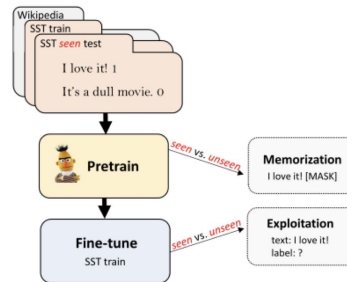 Wikipedia
SST train
SST seen test
I love it! 1
It's a dull movie. 0
Pretrain
seen vs. unseen
Memorization
I love it! [MASK]
Fine-tune
SST train
seen vs. unseen
Exploitation
text: I love it!
label: ?